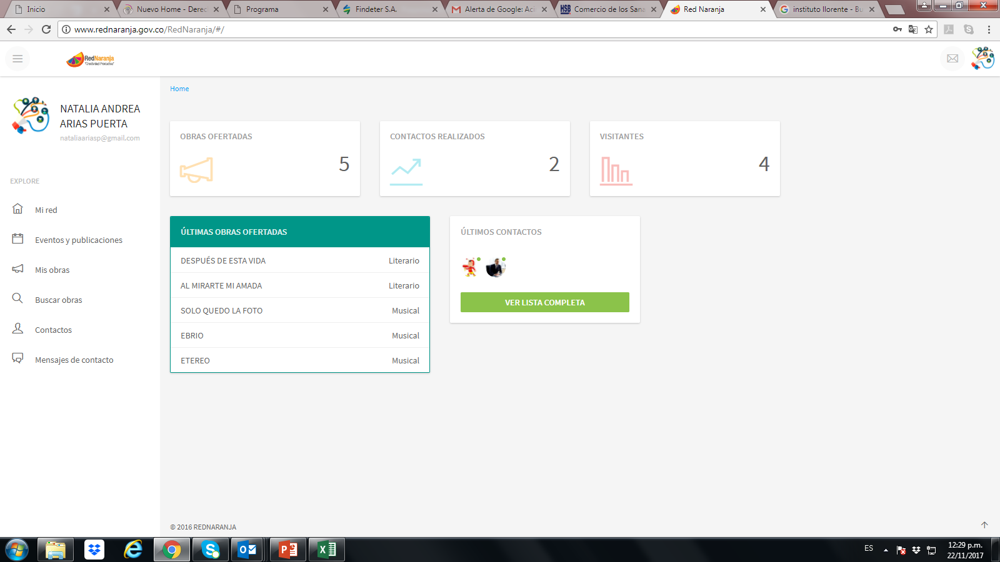 Inicio
Nuevo Home - Derec
Programa
Findeter S.A.
Alerta de Google: Aci
HSB Comercio de los Sana
Red Naranja
instituto llorente - Bu
www.rednaranja.gov.co/RedNaranja/#/
RedNaranja
"Creatividad Productiva"
Home
NATALIA ANDREA
ARIAS PUERTA
nataliaariasp@gmail.com
EXPLORE
Mi red
Eventos y publicaciones
Mis obras
Buscar obras
Contactos
Mensajes de contacto
OBRAS OFERTADAS
5
CONTACTOS REALIZADOS
2
VISITANTES
4
ÚLTIMAS OBRAS OFERTADAS
DESPUÉS DE ESTA VIDA Literario
AL MIRARTE MI AMADA Literario
SOLO QUEDO LA FOTO Musical
EBRIO Musical
ETEREO Musical
ÚLTIMOS CONTACTOS
VER LISTA COMPLETA
© 2016 REDNARANJA
ES
12:29 p.m.
22/11/2017